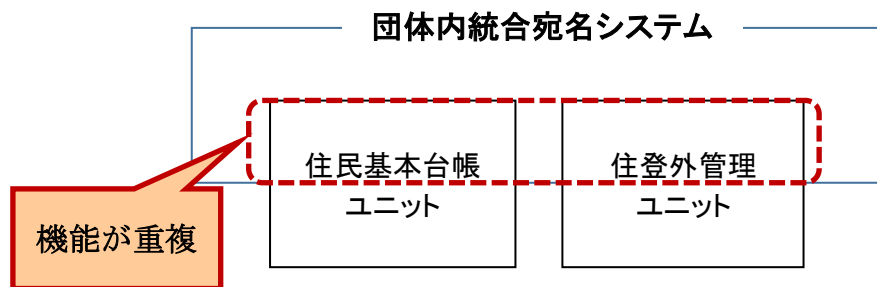 団体内統合宛名システム
住民基本台帳
ユニット
住登外管理
ユニット
機能が重複